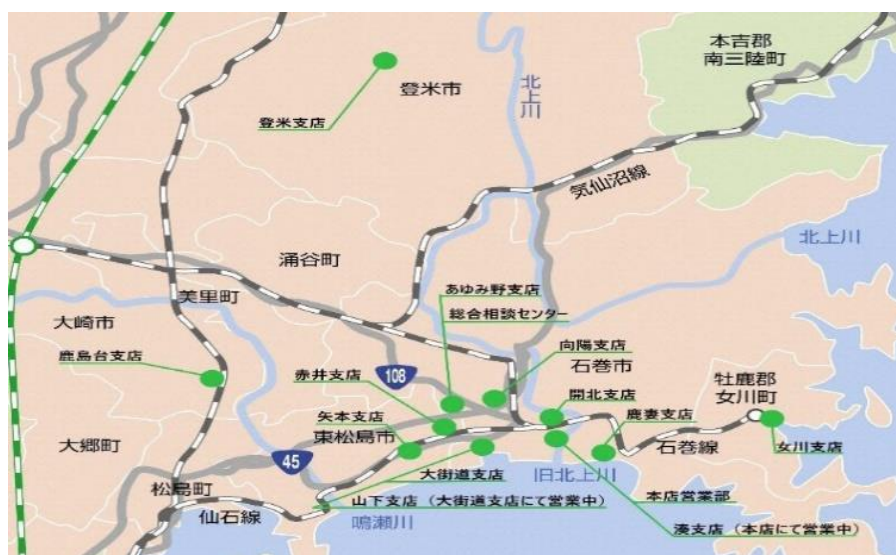 本吉郡
南三陸町
登米市
北上川
登米支店
気仙沼線
北上川
涌谷町
あゆみ野支店
総合相談センター
美里町
大崎市
向陽支店
石巻市
鹿島台支店
赤井支店
108
牡鹿郡
女川町
開北支店
矢本支店
鹿妻支店
東松島市
大郷町
石巻線
女川支店
45
大街道支店
旧北上川
松島町
山下支店（大街道支店にて営業中）
本店営業部
仙石線
鳴瀬川
湊支店（本店にて営業中）